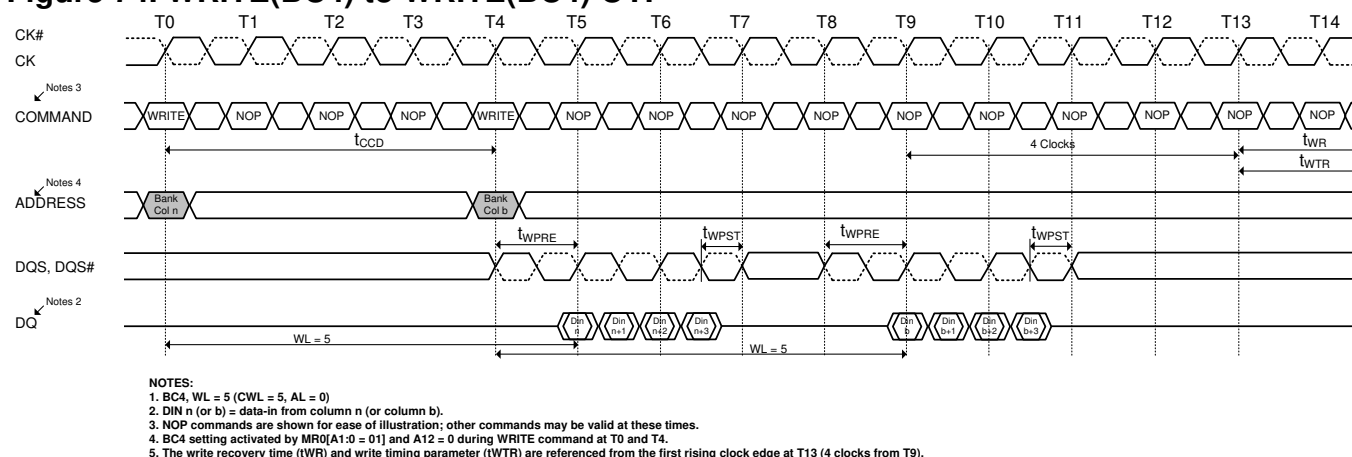 T0 T1 T2 T3 T4 T5 T6 T7 T8 T9 T10 T11 T12 T13 T14
CK#
CK
Notes 3
COMMAND WRITE NOP NOP NOP WRITE NOP NOP NOP NOP NOP NOP NOP NOP NOP NOP
tCCD 4 Clocks tWR
tWTR
Notes 4
ADDRESS
Bank Col n
Bank Col b
tWPRE tWPST tWPRE tWPST
DQS, DQS#
Notes 2
DQ
Din n Din n+1 Din n+2 Din n+3 Din b Din b+1 Din b+2 Din b+3
WL = 5
WL = 5
NOTES:
1. BC4, WL = 5 (CWL = 5, AL = 0)
2. DIN n (or b) = data-in from column n (or column b).
3. NOP commands are shown for ease of illustration; other commands may be valid at these times.
4. BC4 setting activated by MR0[A1:0 = 01] and A12 = 0 during WRITE command at T0 and T4.
5. The write recovery time (tWR) and write timing parameter (tWTR) are referenced from the first rising clock edge at T13 (4 clocks from T9).